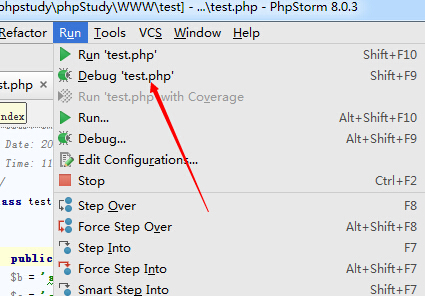 phpstudy\phpStudy\WWW\test] - ...\test.php - PhpStorm 8.0.3
Refactor Run Tools VCS Window Help
Run 'test.php' Shift+F10
Debug 'test.php' Shift+F9
Run 'test.php' with Coverage
Run... Alt+Shift+F10
Debug... Alt+Shift+F9
Edit Configurations...
Stop Ctrl+F2
Step Over F8
Force Step Over Alt+Shift+F8
Step Into F7
Force Step Into Alt+Shift+F7
Smart Step Into Shift+F7
st.php ×
index
Date: 20
Time: 11
/
ass test
public
$b = '